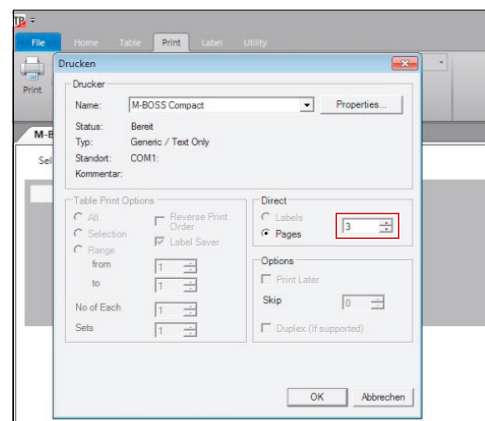 TP
File Home Table Print Label Utility
Print
Drucken
Drucker
Name: M-BOSS Compact Properties...
Status: Bereit
Typ: Generic / Text Only
Standort: COM1:
Kommentar:
M-B
Sel
Table Print Options
All Reverse Print Order
Selection Label Saver
Range
from 1
to 1
No of Each 1
Sets 1
Direct
Labels
Pages 3
Options
Print Later
Skip 0
Duplex (If supported)
OK Abbrechen